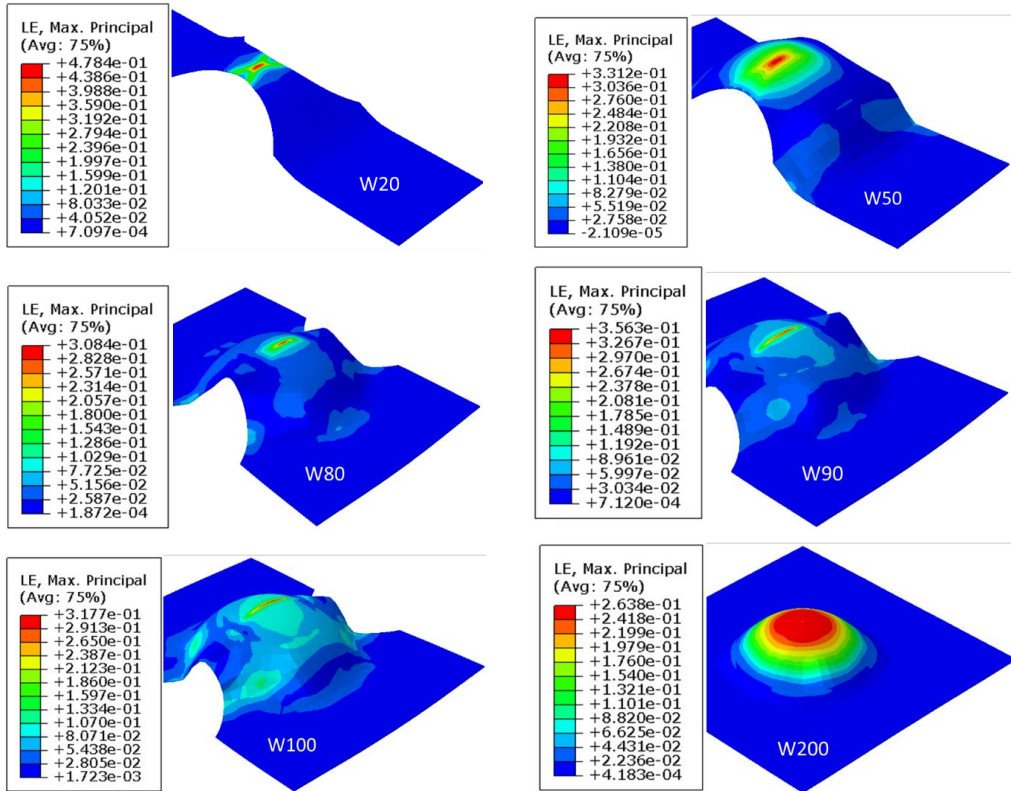 LE, Max. Principal
(Avg: 75%)
+4.784e-01
+4.386e-01
+3.988e-01
+3.590e-01
+3.192e-01
+2.794e-01
+2.396e-01
+1.997e-01
+1.599e-01
+1.201e-01
+8.033e-02
+4.052e-02
+7.097e-04
W20
LE, Max. Principal
(Avg: 75%)
+3.312e-01
+3.036e-01
+2.760e-01
+2.484e-01
+2.208e-01
+1.932e-01
+1.656e-01
+1.380e-01
+1.104e-01
+8.279e-02
+5.519e-02
+2.758e-02
-2.109e-05
W50
LE, Max. Principal
(Avg: 75%)
+3.084e-01
+2.828e-01
+2.571e-01
+2.314e-01
+2.057e-01
+1.800e-01
+1.543e-01
+1.286e-01
+1.029e-01
+7.725e-02
+5.156e-02
+2.587e-02
+1.872e-04
W80
LE, Max. Principal
(Avg: 75%)
+3.563e-01
+3.267e-01
+2.970e-01
+2.674e-01
+2.378e-01
+2.081e-01
+1.785e-01
+1.489e-01
+1.192e-01
+8.961e-02
+5.997e-02
+3.034e-02
+7.120e-04
W90
LE, Max. Principal
(Avg: 75%)
+3.177e-01
+2.913e-01
+2.650e-01
+2.387e-01
+2.123e-01
+1.860e-01
+1.597e-01
+1.334e-01
+1.070e-01
+8.071e-02
+5.438e-02
+2.805e-02
+1.723e-03
W100
LE, Max. Principal
(Avg: 75%)
+2.638e-01
+2.418e-01
+2.199e-01
+1.979e-01
+1.760e-01
+1.540e-01
+1.321e-01
+1.101e-01
+8.820e-02
+6.625e-02
+4.431e-02
+2.236e-02
+4.183e-04
W200